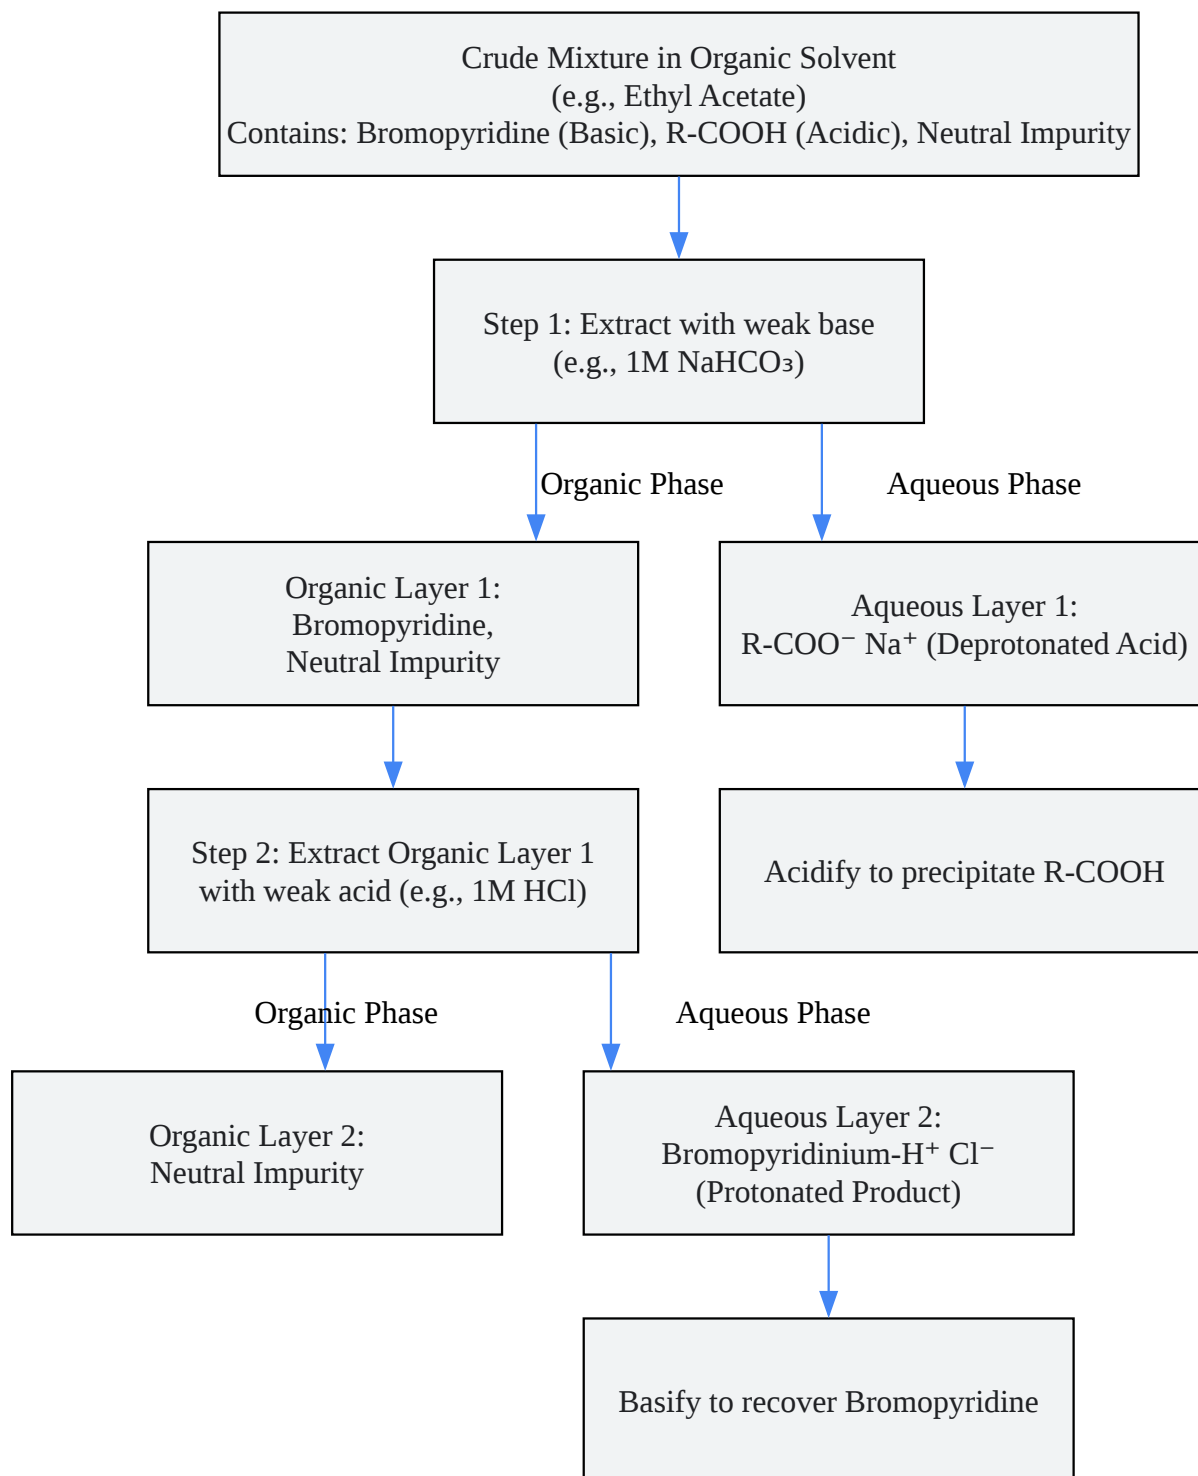 Crude Mixture in Organic Solvent
(e.g., Ethyl Acetate)
Contains: Bromopyridine (Basic), R-COOH (Acidic), Neutral Impurity
Step 1: Extract with weak base
(e.g., 1M NaHCO₃)
Organic Phase
Aqueous Phase
Organic Layer 1:
Bromopyridine,
Neutral Impurity
Aqueous Layer 1:
R-COO⁻ Na⁺ (Deprotonated Acid)
Step 2: Extract Organic Layer 1
with weak acid (e.g., 1M HCl)
Acidify to precipitate R-COOH
Organic Phase
Aqueous Phase
Organic Layer 2:
Neutral Impurity
Aqueous Layer 2:
Bromopyridinium-H⁺ Cl⁻
(Protonated Product)
Basify to recover Bromopyridine